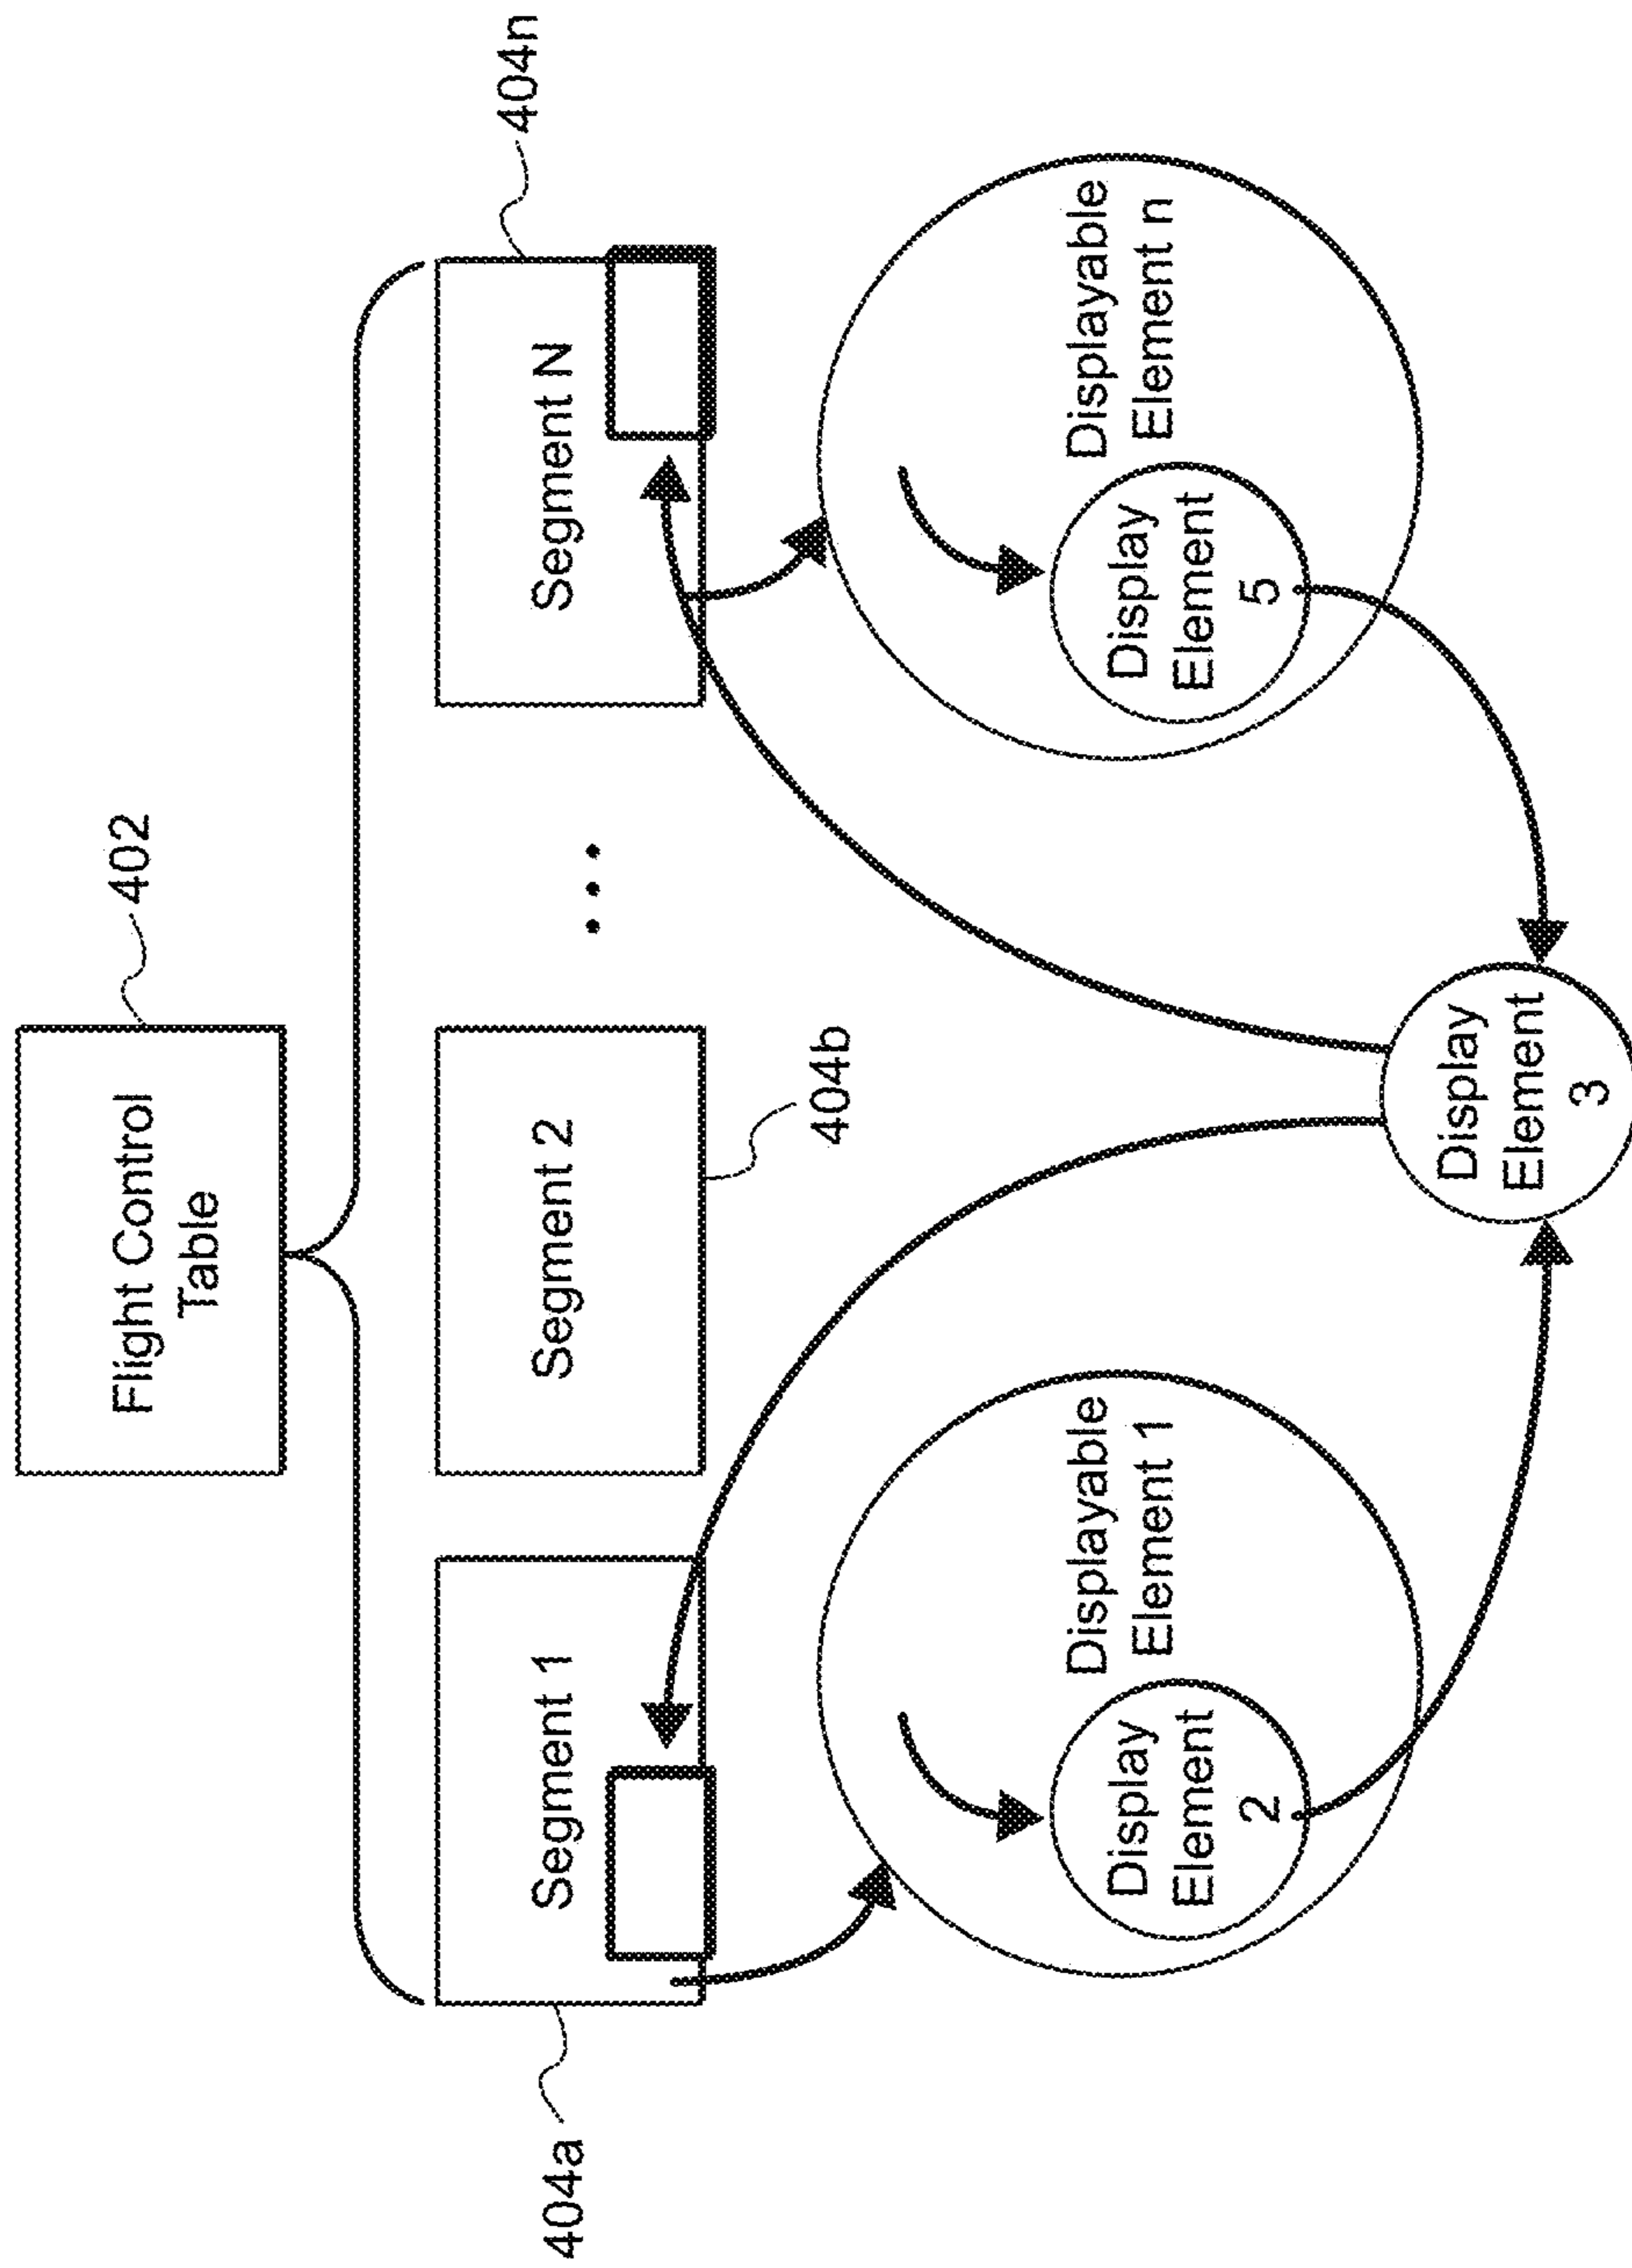 Flight Control
Table
402
Segment 1
Segment 2
...
Segment N
404a
404b
404n
Displayable
Element 1
Display
Element
2
Displayable
Element n
Display
Element
5
Display
Element
3